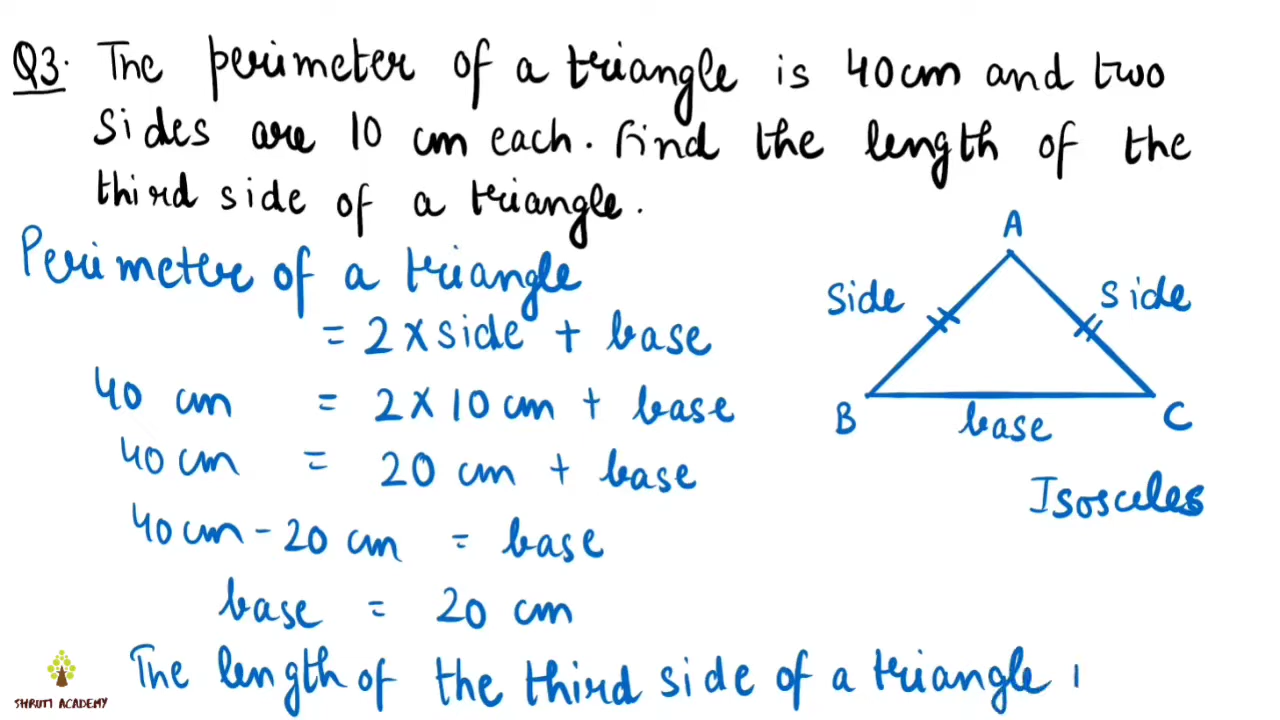 Q3. The perimeter of a triangle is 40cm and two
sides are 10 cm each. Find the length of the
third side of a triangle.
Perimeter of a triangle
= 2 × side + base
40 cm = 2 × 10 cm + base
40 cm = 20 cm + base
40 cm - 20 cm = base
base = 20 cm
The length of the third side of a triangle
A
side side
B C
base
Isosceles
SHRUTI ACADEMY